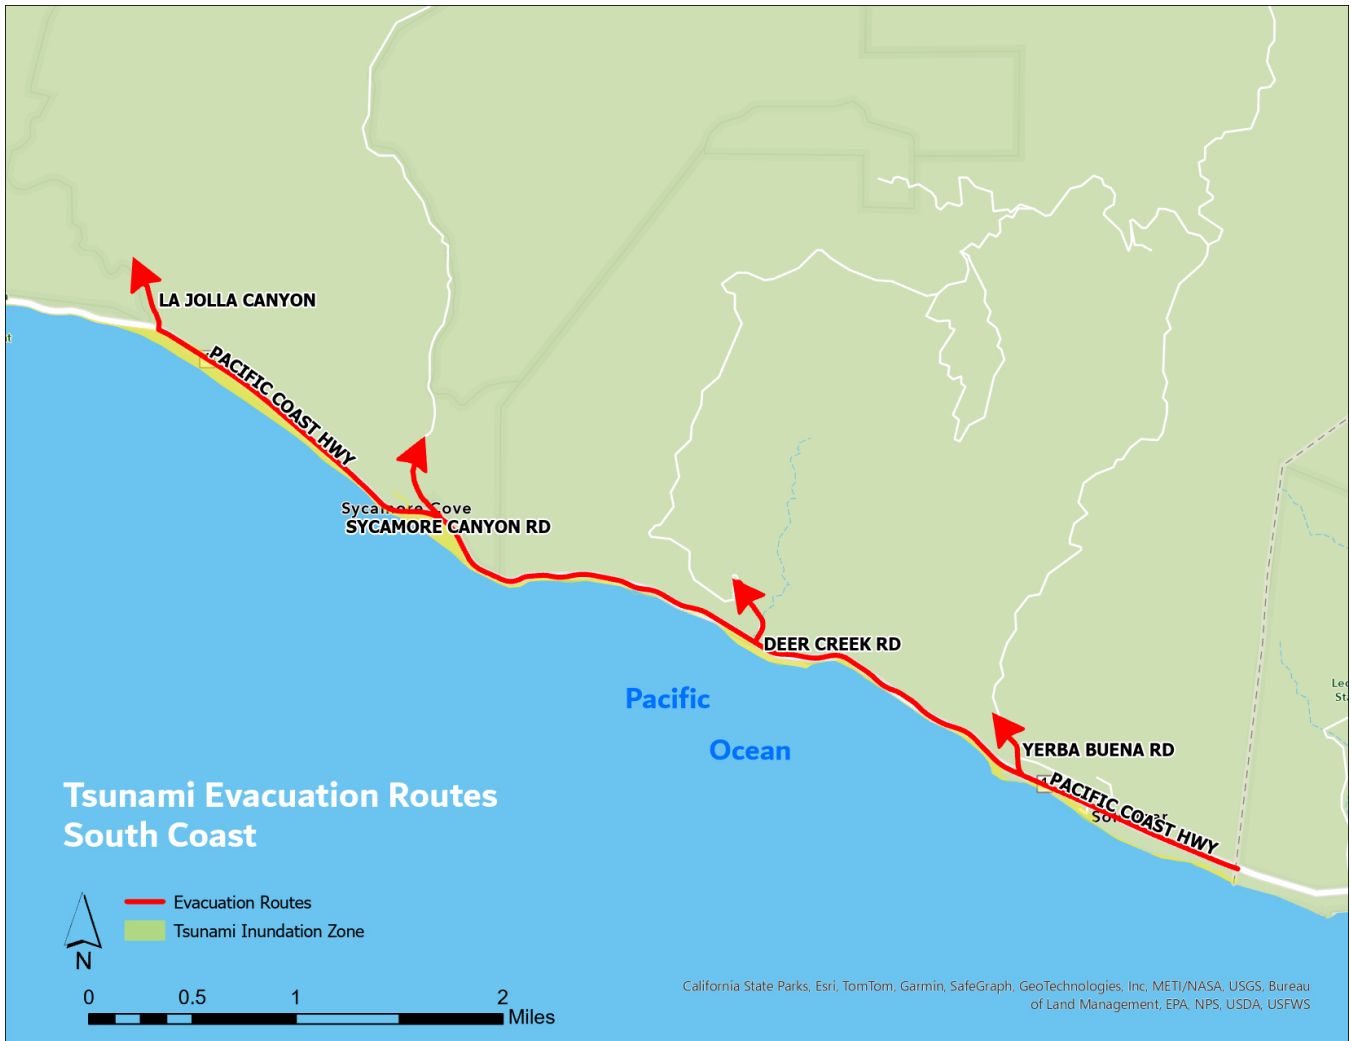 LA JOLLA CANYON
PACIFIC COAST HWY
Sycamore Cove
SYCAMORE CANYON RD
DEER CREEK RD
Pacific
Ocean
YERBA BUENA RD
PACIFIC COAST HWY
Tsunami Evacuation Routes
South Coast
Evacuation Routes
Tsunami Inundation Zone
N
0 0.5 1 2
Miles
California State Parks, Esri, TomTom, Garmin, SafeGraph, GeoTechnologies, Inc, METI/NASA, USGS, Bureau
of Land Management, EPA, NPS, USDA, USFWS